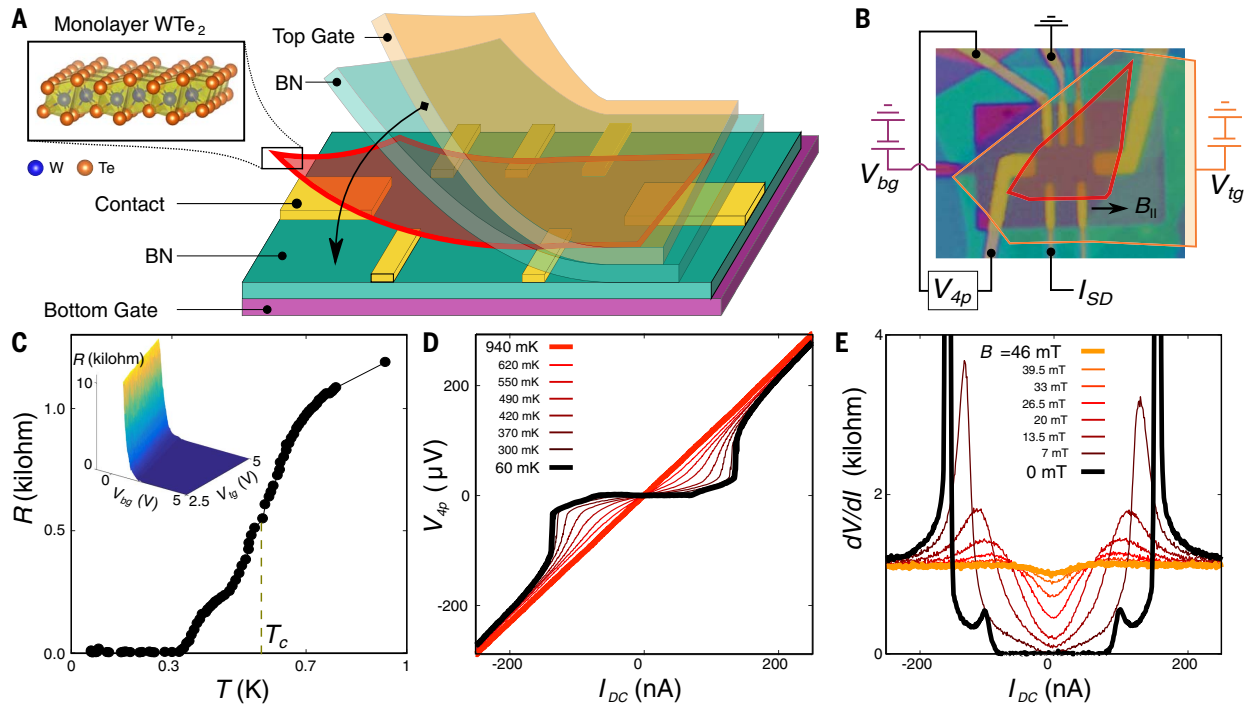 A
Monolayer WTe2
W
Te
Top Gate
BN
Contact
BN
Bottom Gate
B
Vbg
Vtg
BII
V4p
ISD
C
R (kilohm)
1.0
0.5
0
0
0.3
0.7
1
T (K)
Tc
R (kilohm)
10
0
0
5
Vbg (V)
2.5
5
Vtg (V)
D
940 mK
620 mK
550 mK
490 mK
420 mK
370 mK
300 mK
60 mK
V4p (μV)
200
0
-200
-200
0
200
IDC (nA)
E
B =46 mT
39.5 mT
33 mT
26.5 mT
20 mT
13.5 mT
7 mT
0 mT
dV/dI (kilohm)
4
2
0
-200
0
200
IDC (nA)